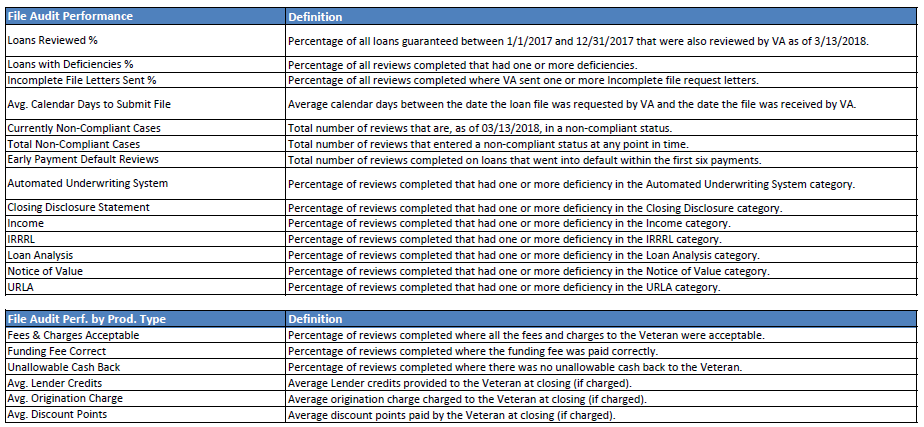 File Audit Performance Definition
Loans Reviewed % Percentage of all loans guaranteed between 1/1/2017 and 12/31/2017 that were also reviewed by VA as of 3/13/2018.
Loans with Deficiencies % Percentage of all reviews completed that had one or more deficiencies.
Incomplete File Letters Sent % Percentage of all reviews completed where VA sent one or more Incomplete file request letters.
Avg. Calendar Days to Submit File Average calendar days between the date the loan file was requested by VA and the date the file was received by VA.
Currently Non-Compliant Cases Total number of reviews that are, as of 03/13/2018, in a non-compliant status.
Total Non-Compliant Cases Total number of reviews that entered a non-compliant status at any point in time.
Early Payment Default Reviews Total number of reviews completed on loans that went into default within the first six payments.
Automated Underwriting System Percentage of reviews completed that had one or more deficiency in the Automated Underwriting System category.
Closing Disclosure Statement Percentage of reviews completed that had one or more deficiency in the Closing Disclosure category.
Income Percentage of reviews completed that had one or more deficiency in the Income category.
IRRRL Percentage of reviews completed that had one or more deficiency in the IRRRL category.
Loan Analysis Percentage of reviews completed that had one or more deficiency in the Loan Analysis category.
Notice of Value Percentage of reviews completed that had one or more deficiency in the Notice of Value category.
URLA Percentage of reviews completed that had one or more deficiency in the URLA category.
File Audit Perf. by Prod. Type Definition
Fees & Charges Acceptable Percentage of reviews completed where all the fees and charges to the Veteran were acceptable.
Funding Fee Correct Percentage of reviews completed where the funding fee was paid correctly.
Unallowable Cash Back Percentage of reviews completed where there was no unallowable cash back to the Veteran.
Avg. Lender Credits Average Lender credits provided to the Veteran at closing (if charged).
Avg. Origination Charge Average origination charge charged to the Veteran at closing (if charged).
Avg. Discount Points Average discount points paid by the Veteran at closing (if charged).